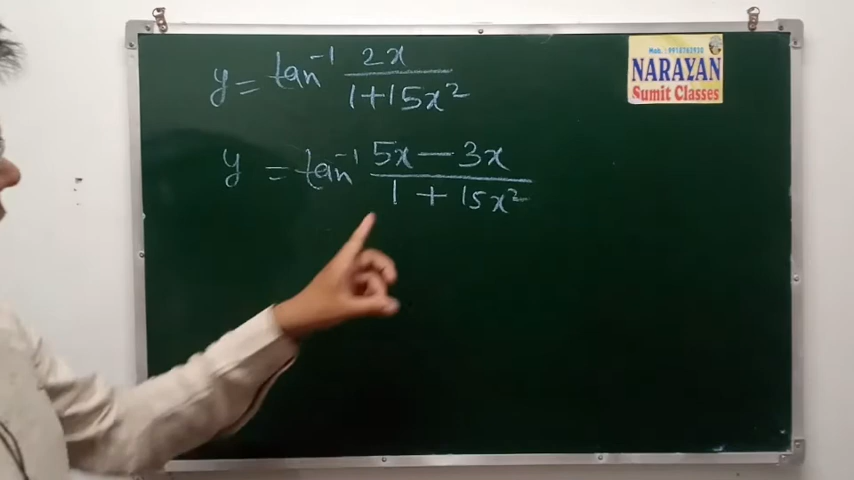 y = tan⁻¹ 2x / 1+15x²
y = tan⁻¹ 5x − 3x / 1 + 15x²
NARAYAN
Sumit Classes